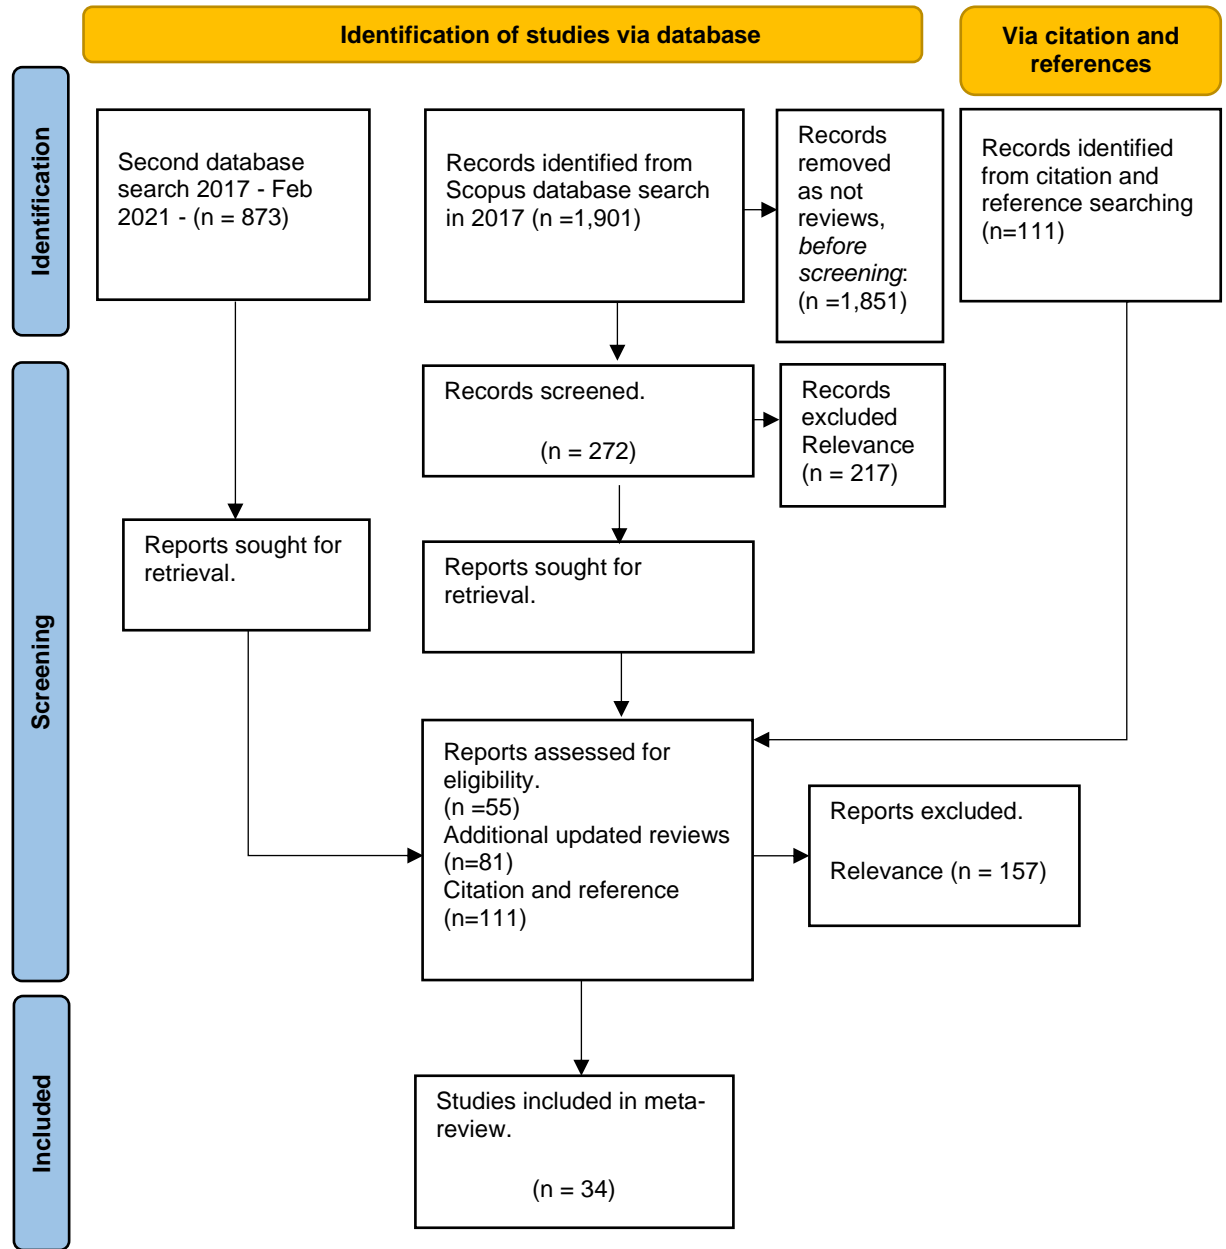 Identification of studies via database
Via citation and
references
Identification
Second database
search 2017 - Feb
2021 - (n = 873)
Records identified from
Scopus database search
in 2017 (n =1,901)
Records
removed
as not
reviews,
before
screening:
(n =1,851)
Records identified
from citation and
reference searching
(n=111)
Screening
Records screened.
(n = 272)
Records
excluded
Relevance
(n = 217)
Reports sought for
retrieval.
Reports sought for
retrieval.
Reports assessed for
eligibility.
(n =55)
Additional updated reviews
(n=81)
Citation and reference
(n=111)
Reports excluded.
Relevance (n = 157)
Included
Studies included in meta-
review.
(n = 34)